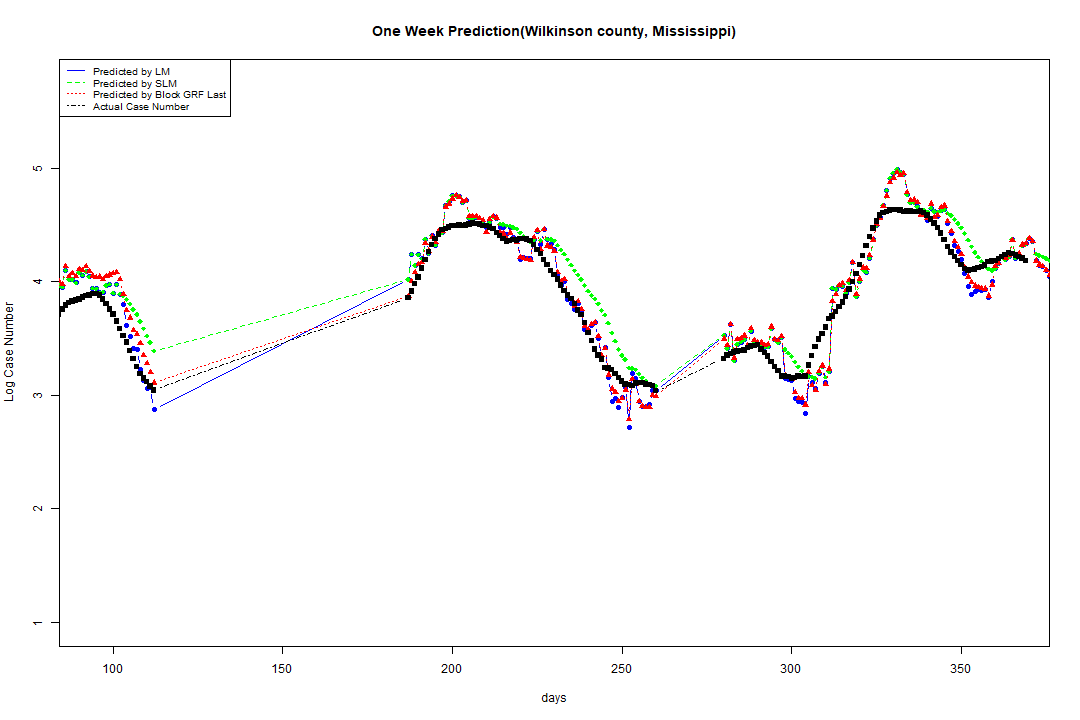 One Week Prediction(Wilkinson county, Mississippi)
Predicted by LM
Predicted by SLM
Predicted by Block GRF Last
Actual Case Number
5
4
3
2
1
Log Case Number
100 150 200 250 300 350
days